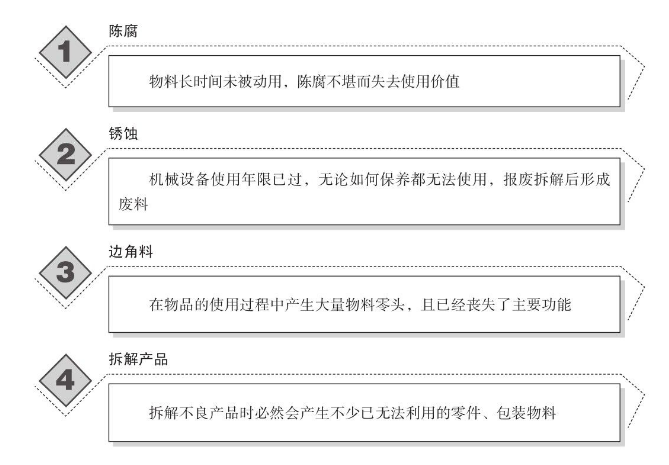 1
陈腐
物料长时间未被动用，陈腐不堪而失去使用价值
2
锈蚀
机械设备使用年限已过，无论如何保养都无法使用，报废拆解后形成
废料
3
边角料
在物品的使用过程中产生大量物料零头，且已经丧失了主要功能
4
拆解产品
拆解不良产品时必然会产生不少已无法利用的零件、包装物料